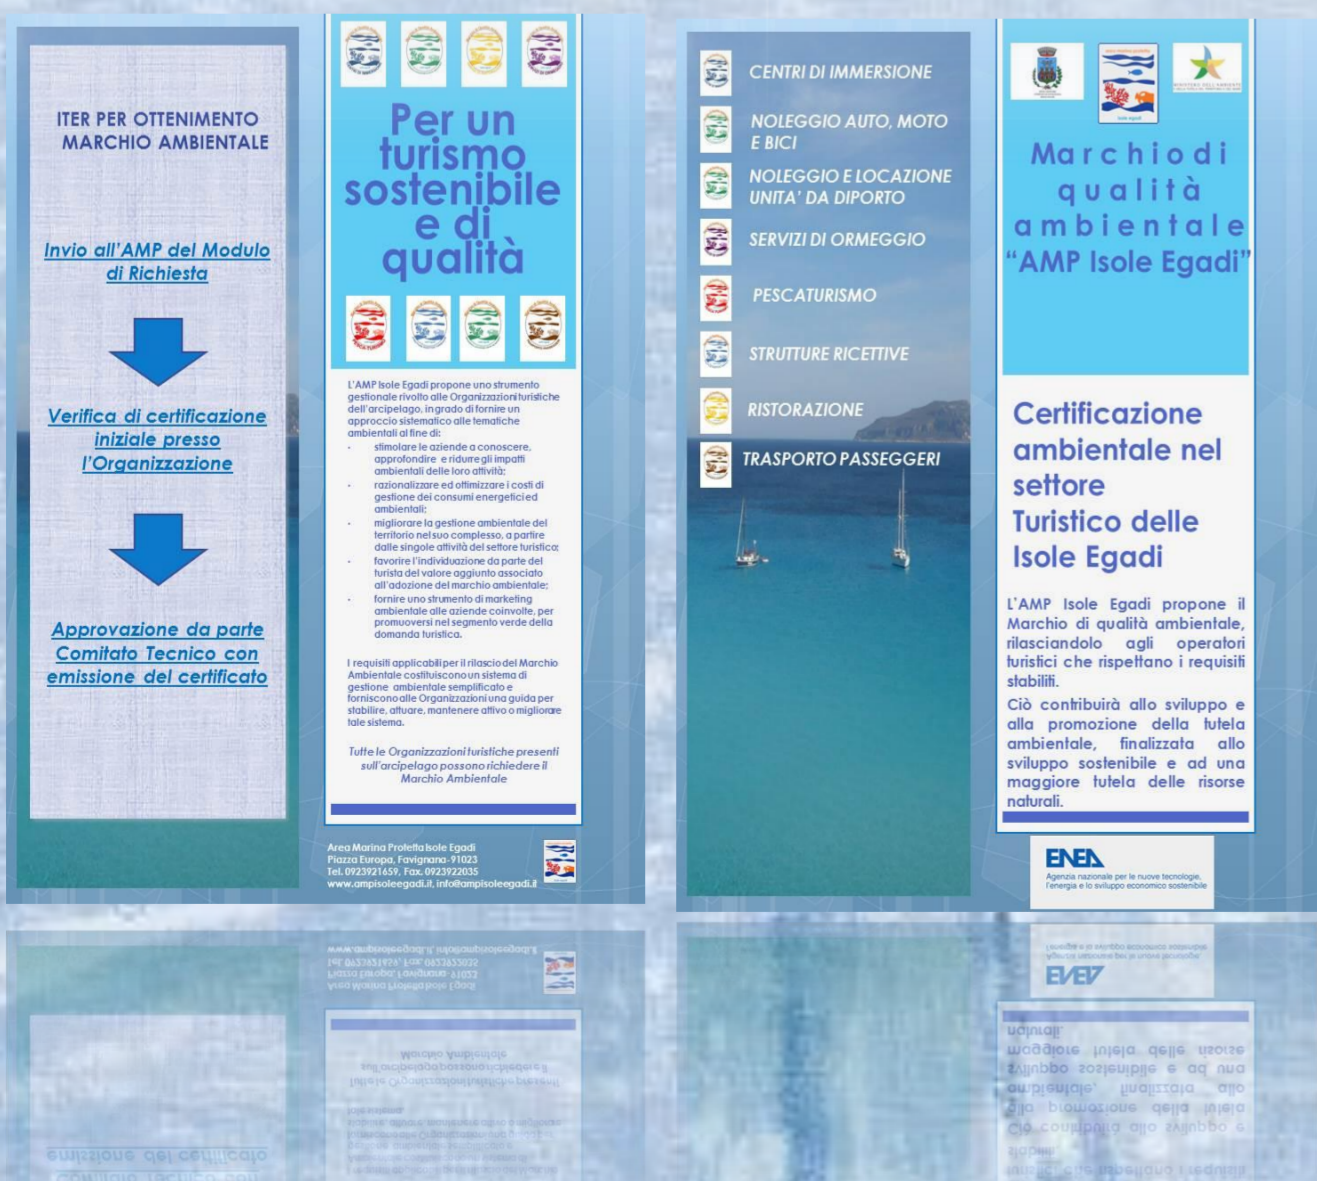 ITER PER OTTENIMENTO
MARCHIO AMBIENTALE
Invio all'AMP del Modulo
di Richiesta
Verifica di certificazione
iniziale presso
l'Organizzazione
Approvazione da parte
Comitato Tecnico con
emissione del certificato
Per un
turismo
sostenibile
e di
qualità
L'AMP Isole Egadi propone uno strumento
gestionale rivolto alle Organizzazioni turistiche
dell'arcipelago, in grado di fornire un
approccio sistematico alle tematiche
ambientali al fine di:
- stimolare le aziende a conoscere,
approfondire e ridurre gli impatti
ambientali delle loro attività;
- razionalizzare ed ottimizzare i costi di
gestione dei consumi energetici ed
ambientali;
- migliorare la gestione ambientale del
territorio nel suo complesso, a partire
dalle singole attività del settore turistico;
- favorire l'individuazione da parte del
turista del valore aggiunto associato
all'adozione del marchio ambientale;
- fornire uno strumento di marketing
ambientale alle aziende coinvolte, per
promuoversi nel segmento verde della
domanda turistica.
I requisiti applicabili per il rilascio del Marchio
Ambientale costituiscono un sistema di
gestione ambientale semplificato e
forniscono alle Organizzazioni una guida per
stabilire, attuare, mantenere attivo o migliorare
tale sistema.
Tutte le Organizzazioni turistiche presenti
sull'arcipelago possono richiedere il
Marchio Ambientale
Area Marina Protetta Isole Egadi
Piazza Europa, Favignana- 91023
Tel. 0923921659, Fax. 0923922035
www.ampisoleegadi.it, info@ampisoleegadi.it
CENTRI DI IMMERSIONE
NOLEGGIO AUTO, MOTO
E BICI
NOLEGGIO E LOCAZIONE
UNITA' DA DIPORTO
SERVIZI DI ORMEGGIO
PESCATURISMO
STRUTTURE RICETTIVE
RISTORAZIONE
TRASPORTO PASSEGGERI
area marina protetta
isole egadi
Marchio di
qualità
ambientale
"AMP Isole Egadi"
Certificazione
ambientale nel
settore
Turistico delle
Isole Egadi
L'AMP Isole Egadi propone il
Marchio di qualità ambientale,
rilasciandolo agli operatori
turistici che rispettano i requisiti
stabiliti.
Ciò contribuirà allo sviluppo e
alla promozione della tutela
ambientale, finalizzata allo
sviluppo sostenibile e ad una
maggiore tutela delle risorse
naturali.
ENEA
Agenzia nazionale per le nuove tecnologie,
l'energia e lo sviluppo economico sostenibile